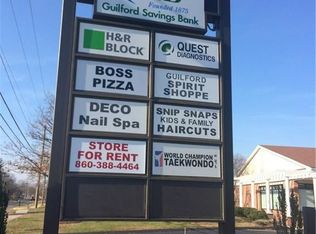 Founded 1875
Guilford Savings Bank
H&R
BLOCK
QUEST
DIAGNOSTICS
BOSS
PIZZA
GUILFORD
SPIRIT
SHOPPE
DECO
Nail Spa
SNIP SNAPS
KIDS & FAMILY
HAIRCUTS
STORE
FOR RENT
860-388-4464
WORLD CHAMPION
TAEKWONDO